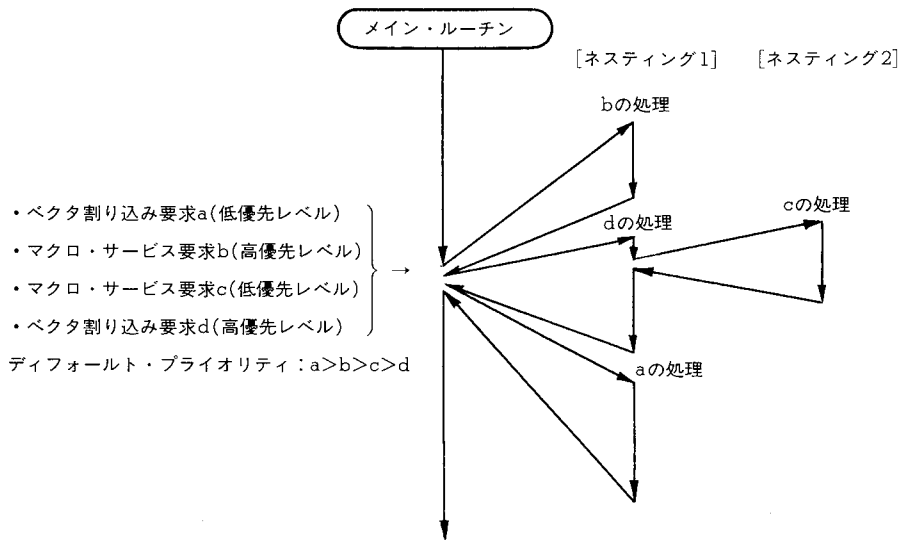 メイン・ルーチン
[ネスティング1] [ネスティング2]
bの処理
・ベクタ割り込み要求a(低優先レベル)
・マクロ・サービス要求b(高優先レベル)
・マクロ・サービス要求c(低優先レベル)
・ベクタ割り込み要求d(高優先レベル)
ディフォールト・プライオリティ:a>b>c>d
dの処理
cの処理
aの処理